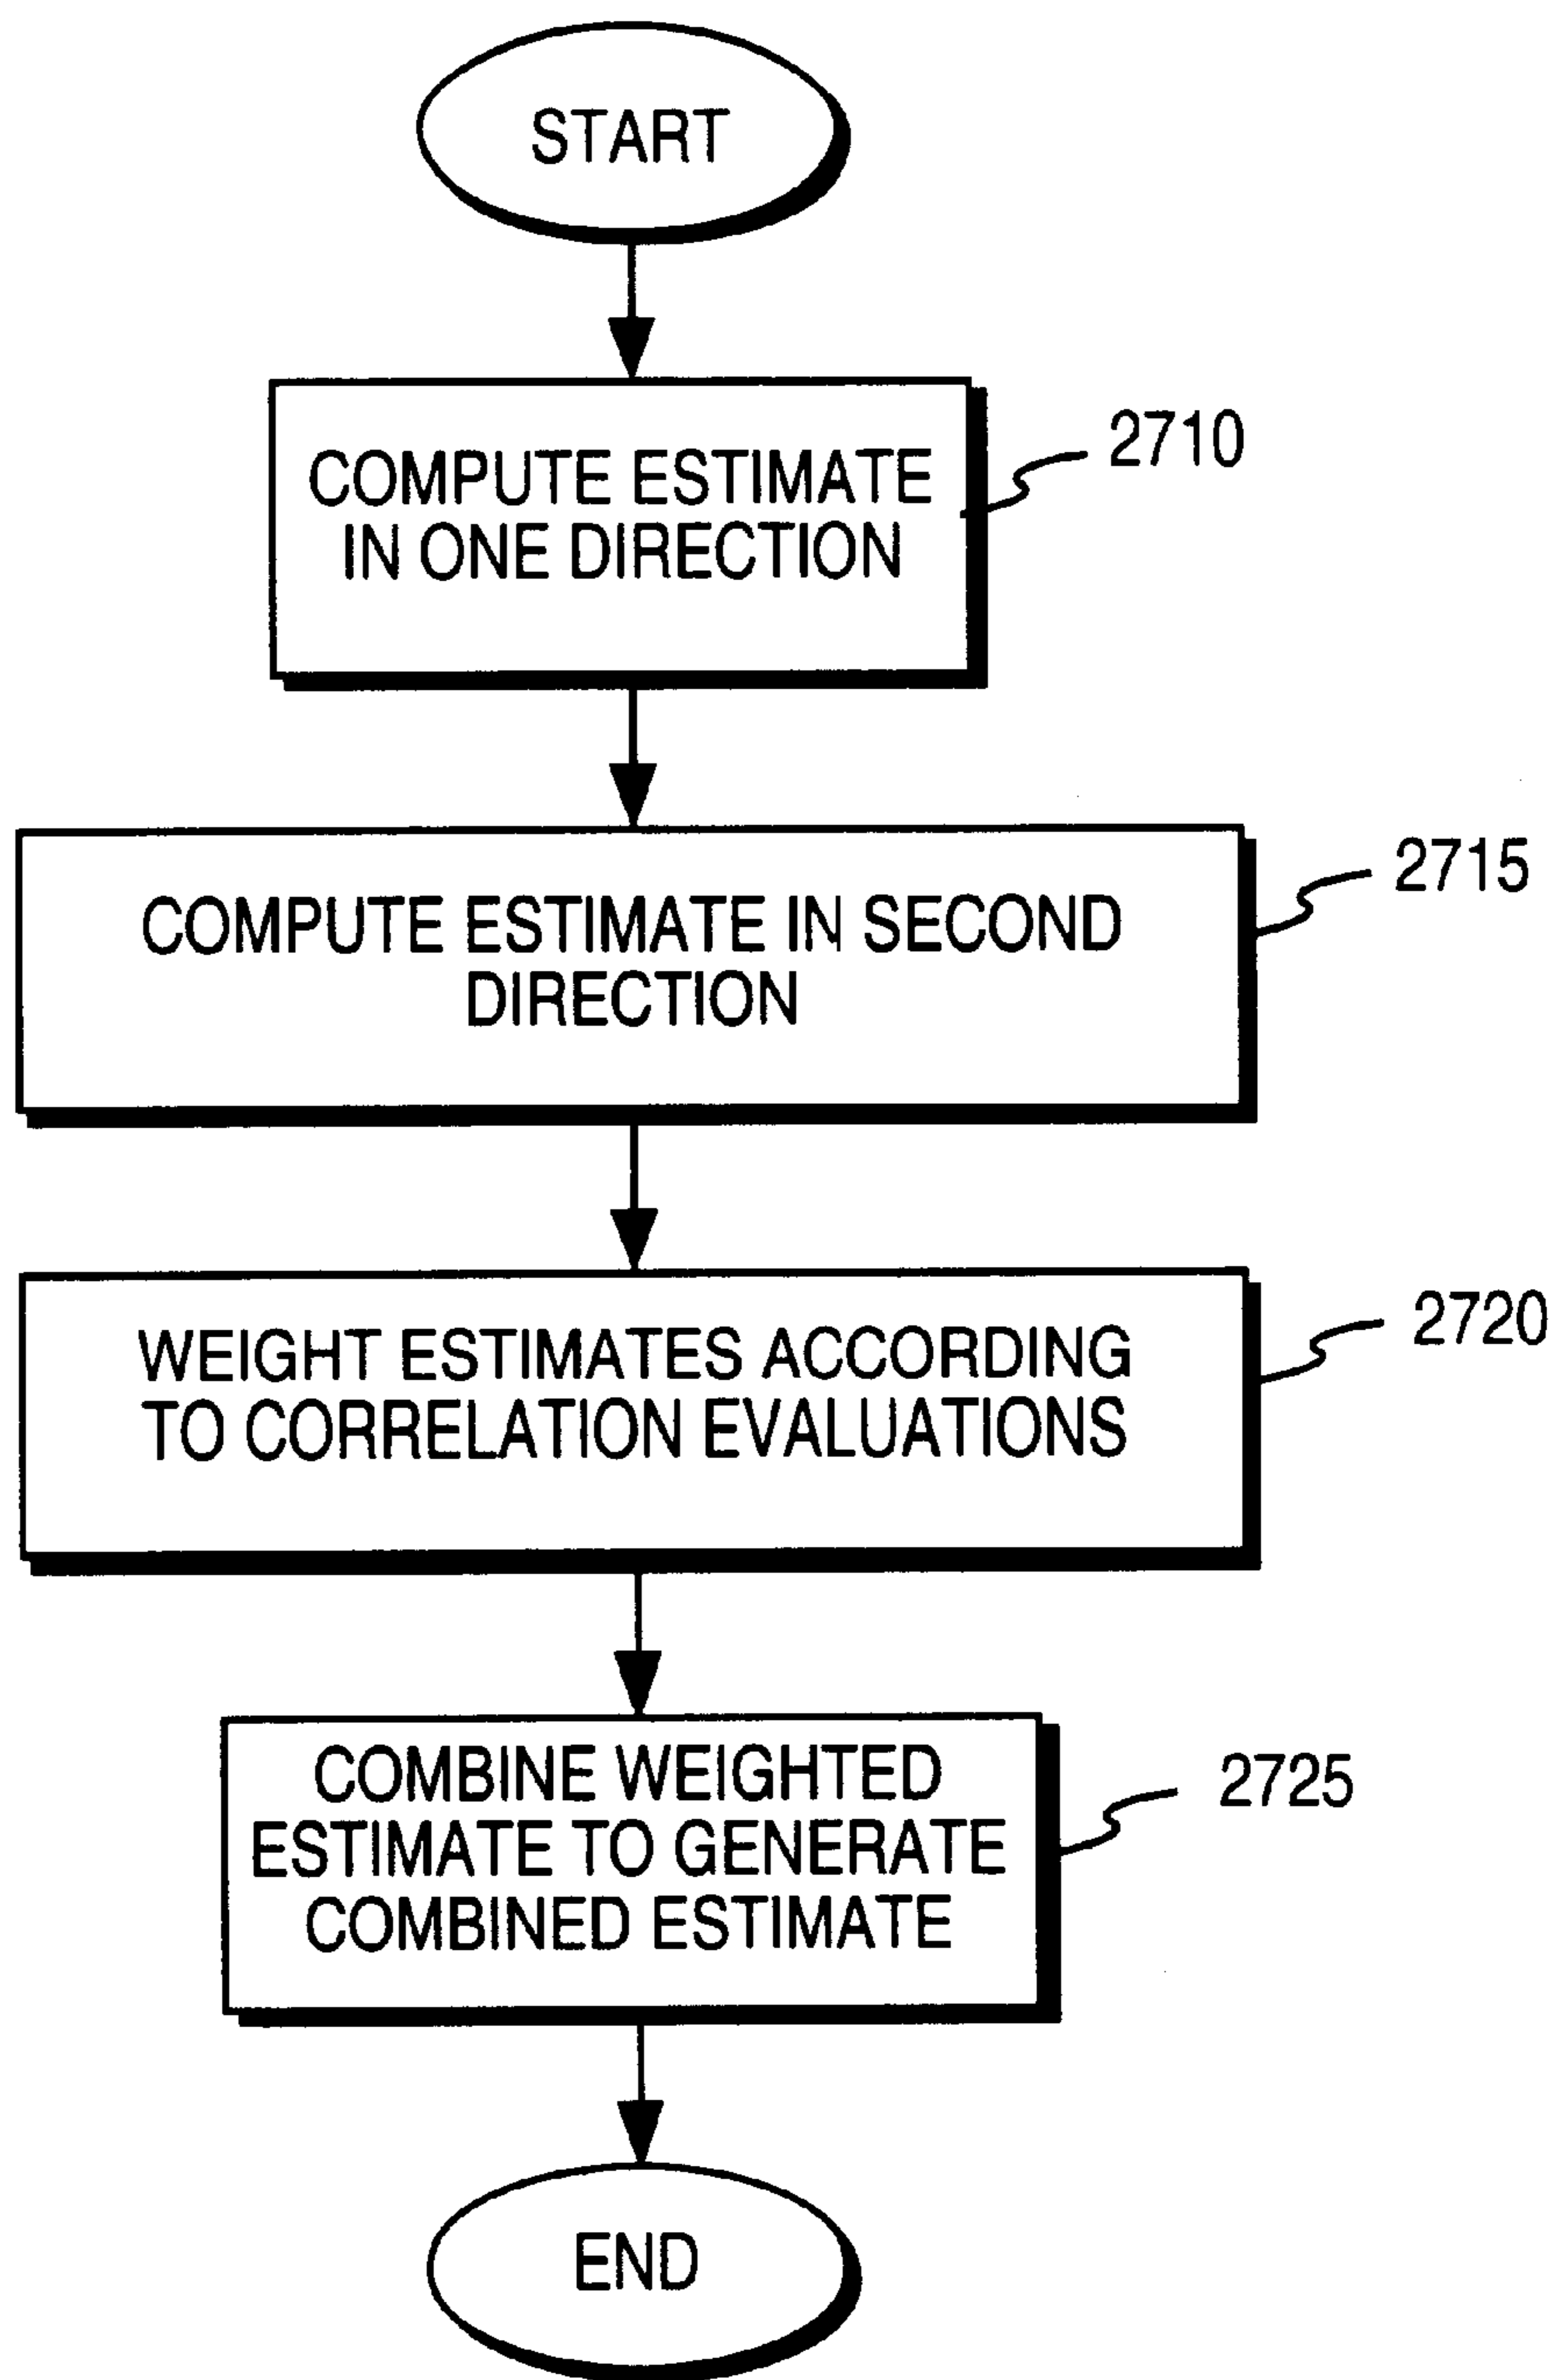 START
COMPUTE ESTIMATE
IN ONE DIRECTION
2710
COMPUTE ESTIMATE IN SECOND
DIRECTION
2715
WEIGHT ESTIMATES ACCORDING
TO CORRELATION EVALUATIONS
2720
COMBINE WEIGHTED
ESTIMATE TO GENERATE
COMBINED ESTIMATE
2725
END